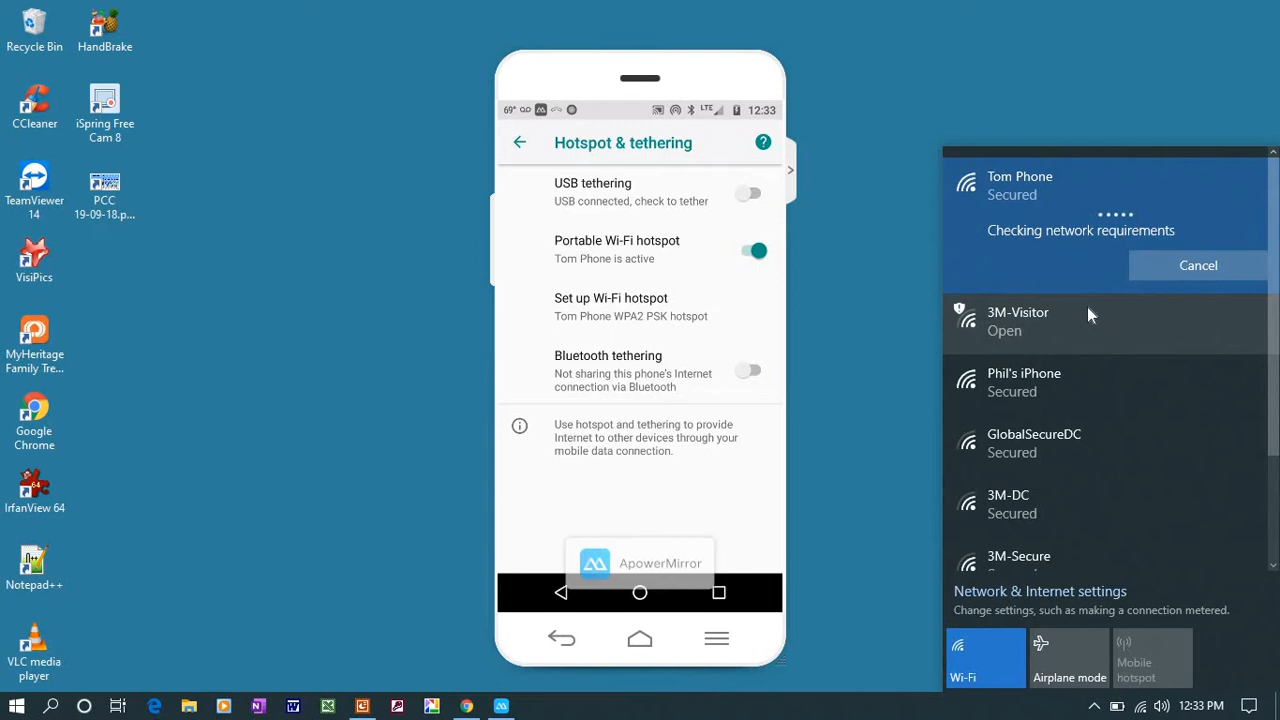 Recycle Bin
HandBrake
CCleaner
iSpring Free
Cam 8
TeamViewer
14
PCC
19-09-18.p...
VisiPics
MyHeritage
Family Tre...
Google
Chrome
IrfanView 64
Notepad++
VLC media
player
69°
LTE
12:33
Hotspot & tethering
?
USB tethering
USB connected, check to tether
Portable Wi-Fi hotspot
Tom Phone is active
Set up Wi-Fi hotspot
Tom Phone WPA2 PSK hotspot
Bluetooth tethering
Not sharing this phone's Internet
connection via Bluetooth
Use hotspot and tethering to provide
Internet to other devices through your
mobile data connection.
ApowerMirror
Tom Phone
Secured
Checking network requirements
Cancel
3M-Visitor
Open
Phil's iPhone
Secured
GlobalSecureDC
Secured
3M-DC
Secured
3M-Secure
Network & Internet settings
Change settings, such as making a connection metered.
Wi-Fi
Airplane mode
Mobile
hotspot
12:33 PM